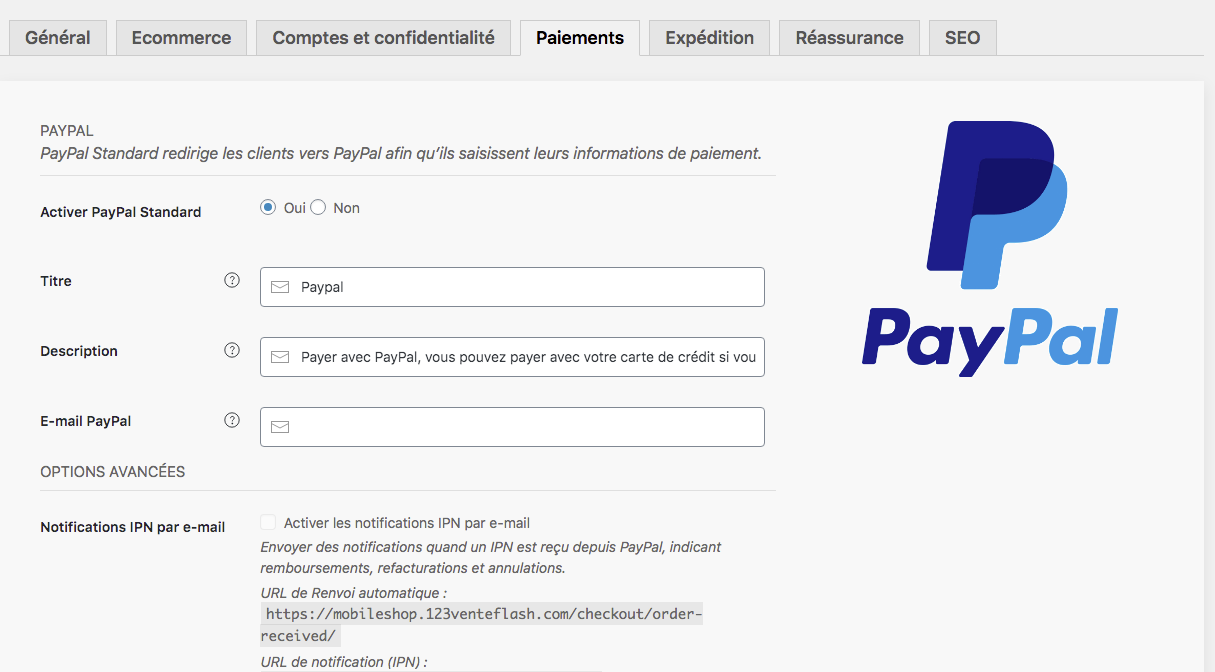 Général Ecommerce Comptes et confidentialité Paiements Expédition Réassurance SEO
PAYPAL
PayPal Standard redirige les clients vers PayPal afin qu’ils saisissent leurs informations de paiement.
Activer PayPal Standard Oui Non
Titre ? Paypal
Description ? Payer avec PayPal, vous pouvez payer avec votre carte de crédit si vou
E-mail PayPal ?
OPTIONS AVANCÉES
Notifications IPN par e-mail Activer les notifications IPN par e-mail
Envoyer des notifications quand un IPN est reçu depuis PayPal, indicant
remboursements, refacturations et annulations.
URL de Renvoi automatique :
https://mobileshop.123venteflash.com/checkout/order-
received/
URL de notification (IPN) :
PayPal